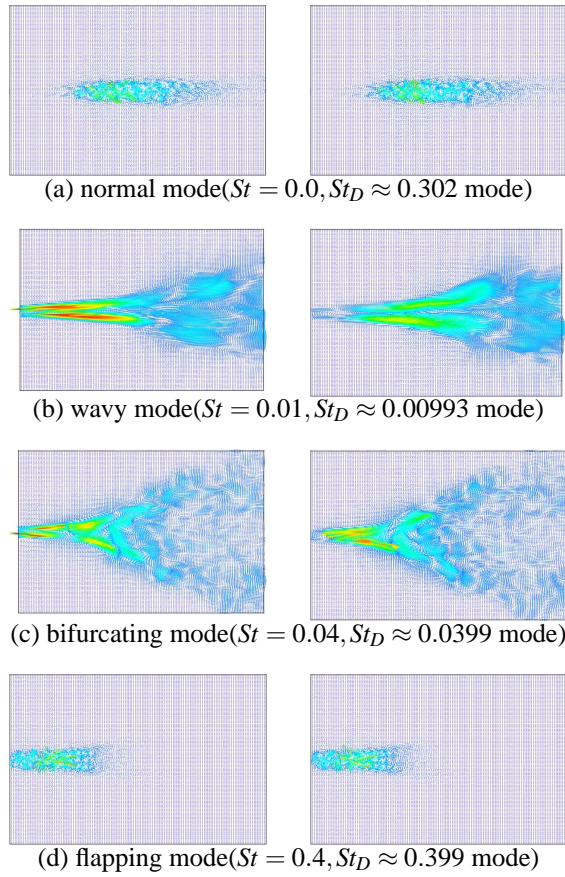 (a) normal mode(St = 0.0, St_D ≈ 0.302 mode)
(b) wavy mode(St = 0.01, St_D ≈ 0.00993 mode)
(c) bifurcating mode(St = 0.04, St_D ≈ 0.0399 mode)
(d) flapping mode(St = 0.4, St_D ≈ 0.399 mode)